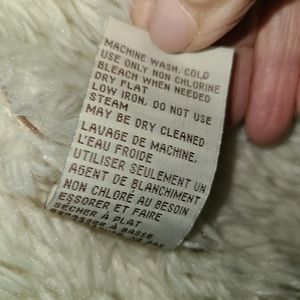 MACHINE WASH, COLD
USE ONLY NON CHLORINE
BLEACH WHEN NEEDED
DRY FLAT
LOW IRON, DO NOT USE
STEAM
MAY BE DRY CLEANED
LAVAGE DE MACHINE,
L'EAU FROIDE
UTILISER SEULEMENT UN
AGENT DE BLANCHIMENT
NON CHLORÉ AU BESOIN
ESSORER ET FAIRE
SÉCHER À PLAT
REPASSER À BASSE